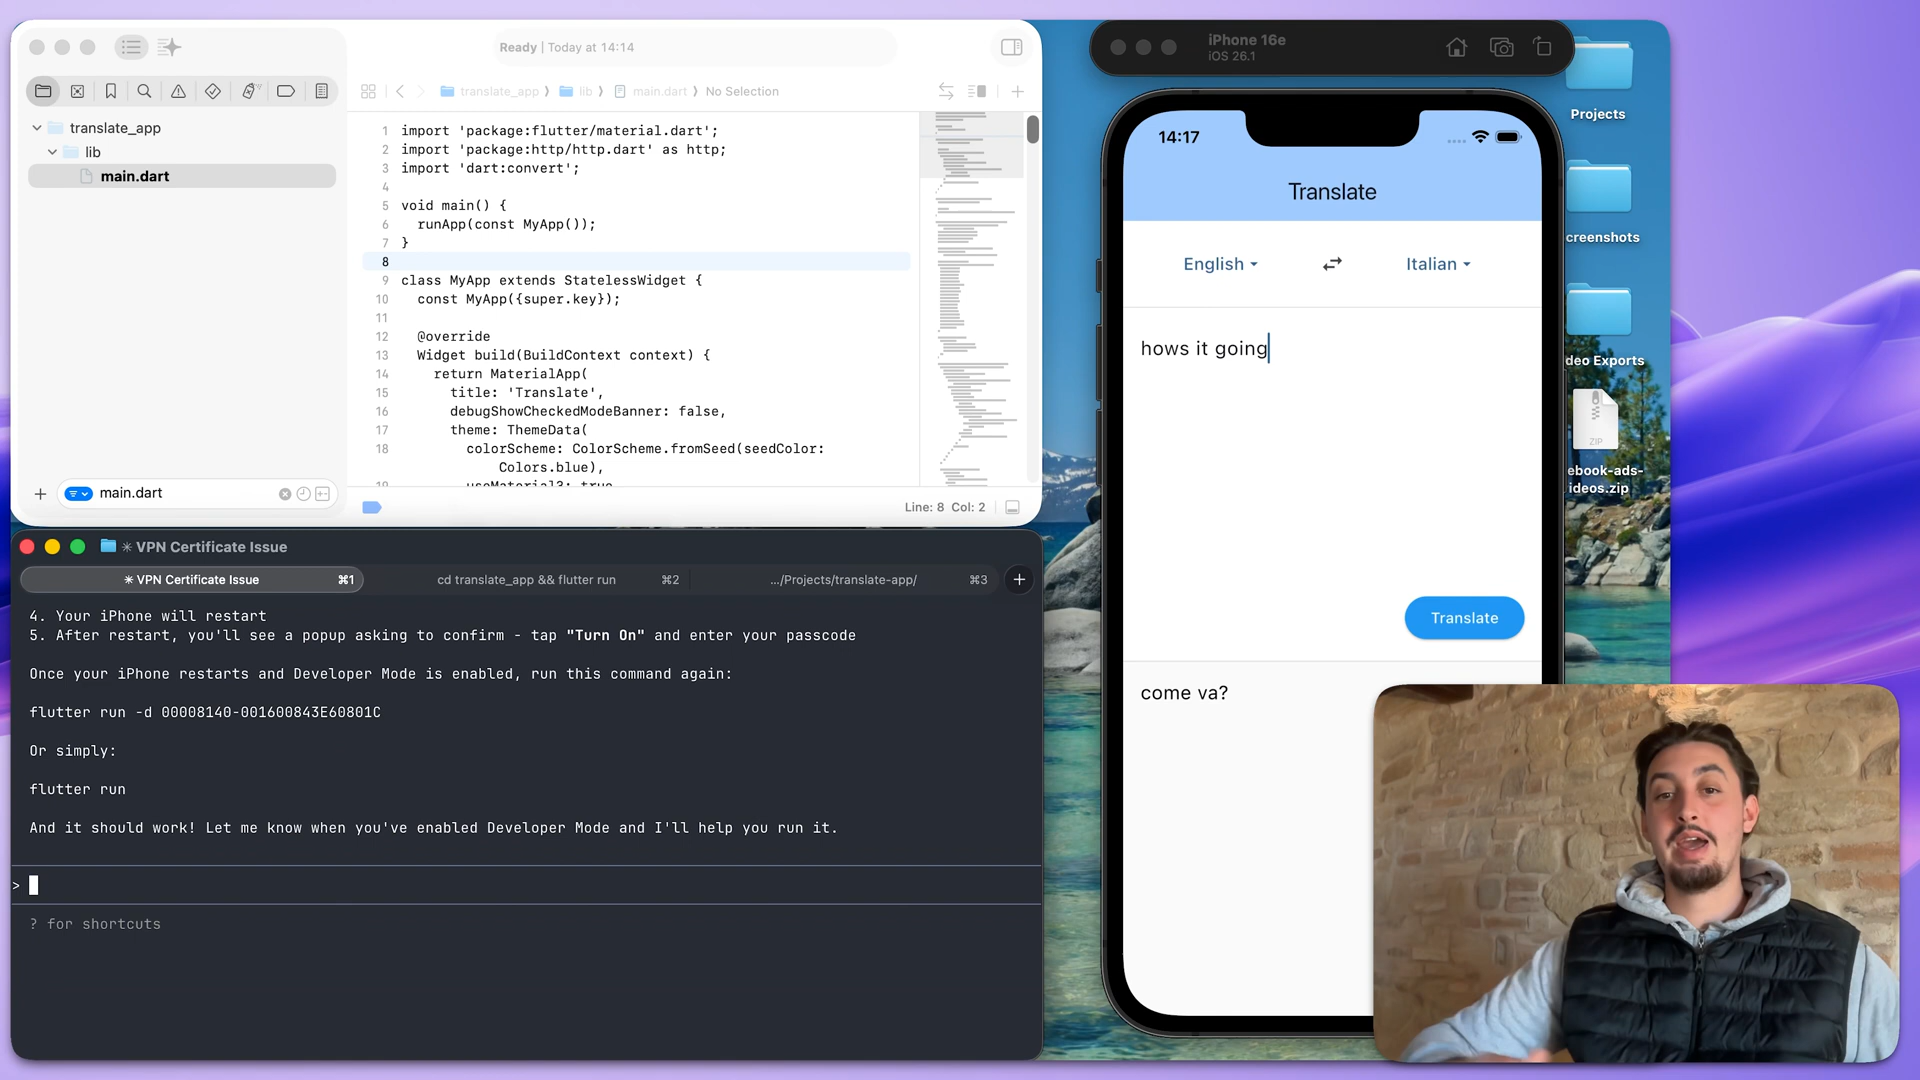 Ready | Today at 14:14
translate_app
lib
main.dart
main.dart
translate_app
lib
main.dart
No Selection
1 import 'package:flutter/material.dart';
2 import 'package:http/http.dart' as http;
3 import 'dart:convert';
4
5 void main() {
6 runApp(const MyApp());
7 }
8
9 class MyApp extends StatelessWidget {
10 const MyApp({super.key});
11
12 @override
13 Widget build(BuildContext context) {
14 return MaterialApp(
15 title: 'Translate',
16 debugShowCheckedModeBanner: false,
17 theme: ThemeData(
18 colorScheme: ColorScheme.fromSeed(seedColor:
Colors.blue),
19 useMaterial3: true
Line: 8 Col: 2
VPN Certificate Issue
VPN Certificate Issue ⌘1
cd translate_app && flutter run ⌘2
.../Projects/translate-app/ ⌘3
4. Your iPhone will restart
5. After restart, you'll see a popup asking to confirm - tap "Turn On" and enter your passcode
Once your iPhone restarts and Developer Mode is enabled, run this command again:
flutter run -d 00008140-001600843E60801C
Or simply:
flutter run
And it should work! Let me know when you've enabled Developer Mode and I'll help you run it.
>
? for shortcuts
iPhone 16e
iOS 26.1
14:17
Translate
English
Italian
hows it going
Translate
come va?
Projects
creenshots
deo Exports
ZIP
ebook-ads-
ideos.zip